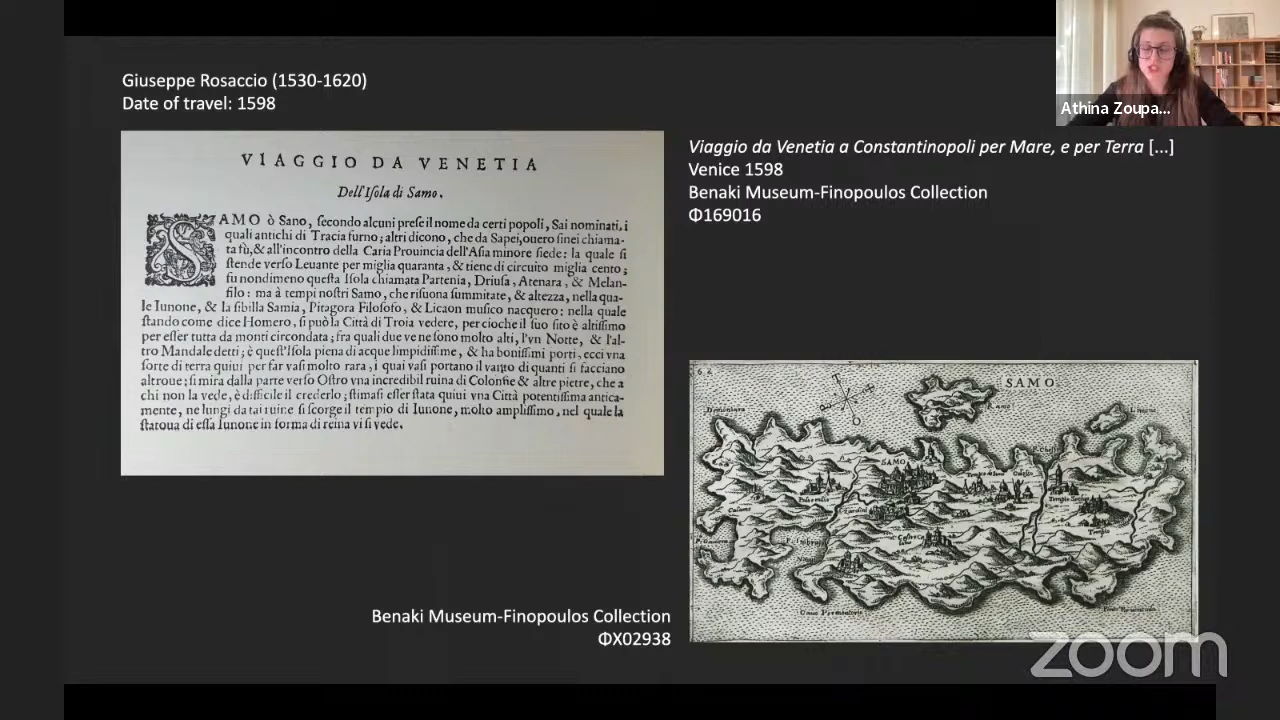 Giuseppe Rosaccio (1530-1620)
Date of travel: 1598
VIAGGIO DA VENETIA
Dell'Isola di Samo.
SAMO ò Sano, secondo alcuni prese il nome da certi popoli, Sai nominati, i
quali antichi di Tracia furno; altri dicono, che da Sapei, ouero sinei chiama-
ta fù, & all'incontro della Caria Prouincia dell'Asia minore siede: la quale si
stende verso Leuante per miglia quaranta, & tiene di circuito miglia cento;
fu nondimeno questa Isola chiamata Partenia, Driusa, Atenara, & Melan-
filo: ma à tempi nostri Samo, che risuona summitate, & altezza, nella qua-
le Iunone, & la sibilla Samia, Pitagora Filosofo, & Licaon musico nacquero: nella quale
stando come dice Homero, si può la Città di Troia vedere, percioche il suo sito è altissimo
per esser tutta da monti circondata; fra quali due ve ne sono molto alti, l'vn Notte, & l'al-
tro Mandale detti; è quest'Isola piena di acque limpidissime, & ha bonissimi porti, ecci vna
sorte di terra quiui per far vasi molto rara, i quai vasi portano il vanto di quanti si facciano
altroue; si mira dalla parte verso Ostro vna incredibil ruina di Colonne & altre pietre, che a
chi non la vede, è difficile il crederlo; stimasi esser stata quiui vna Città potentissima antica-
mente, ne lungi da tai ruine si scorge il tempio di Iunone, molto amplissimo, nel quale la
statoua di essa Iunone in forma di reina vi si vede.
Athina Zoupa...
Viaggio da Venetia a Constantinopoli per Mare, e per Terra [...]
Venice 1598
Benaki Museum-Finopoulos Collection
Φ169016
66
SAMO
SAMO
Tempio
Benaki Museum-Finopoulos Collection
ΦΧ02938
zoom